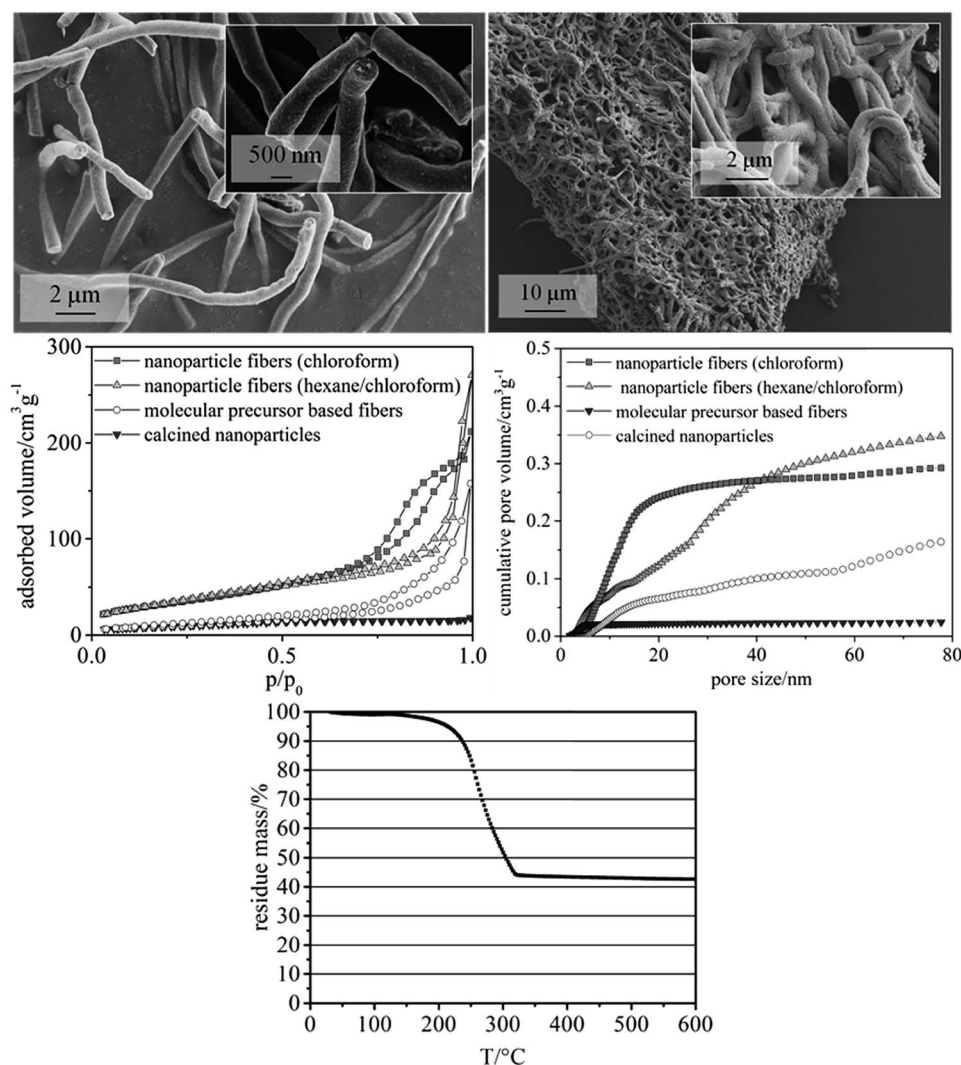 500 nm
2 μm
2 μm
10 μm
300
200
100
0
adsorbed volume/cm³g⁻¹
nanoparticle fibers (chloroform)
nanoparticle fibers (hexane/chloroform)
molecular precursor based fibers
calcined nanoparticles
0.0
0.5
1.0
p/p₀
0.5
0.4
0.3
0.2
0.1
0.0
cumulative pore volume/cm³g⁻¹
nanoparticle fibers (chloroform)
nanoparticle fibers (hexane/chloroform)
molecular precursor based fibers
calcined nanoparticles
0
20
40
60
80
pore size/nm
100
90
80
70
60
50
40
30
20
10
0
residue mass/%
0
100
200
300
400
500
600
T/°C